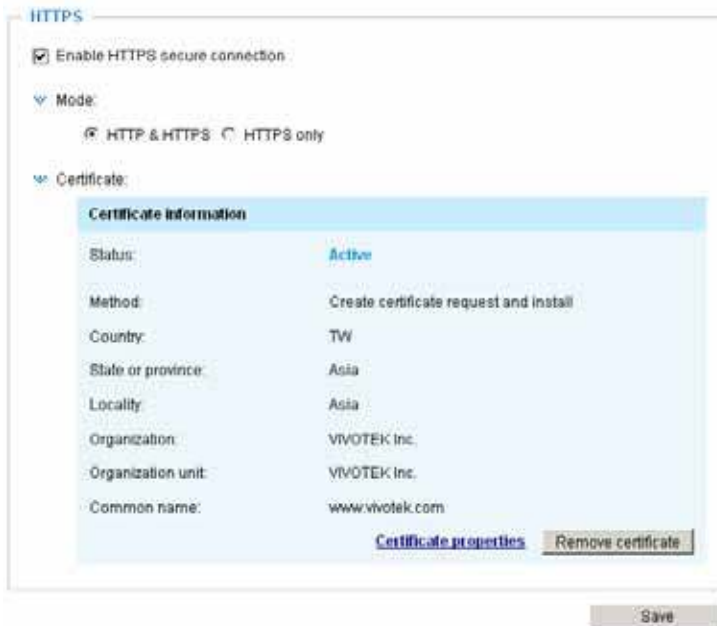 HTTPS
Enable HTTPS secure connection
Mode:
HTTP & HTTPS HTTPS only
Certificate:
Certificate information
Status: Active
Method: Create certificate request and install
Country: TW
State or province: Asia
Locality: Asia
Organization: VIVOTEK Inc.
Organization unit: VIVOTEK Inc.
Common name: www.vivotek.com
Certificate properties Remove certificate
Save